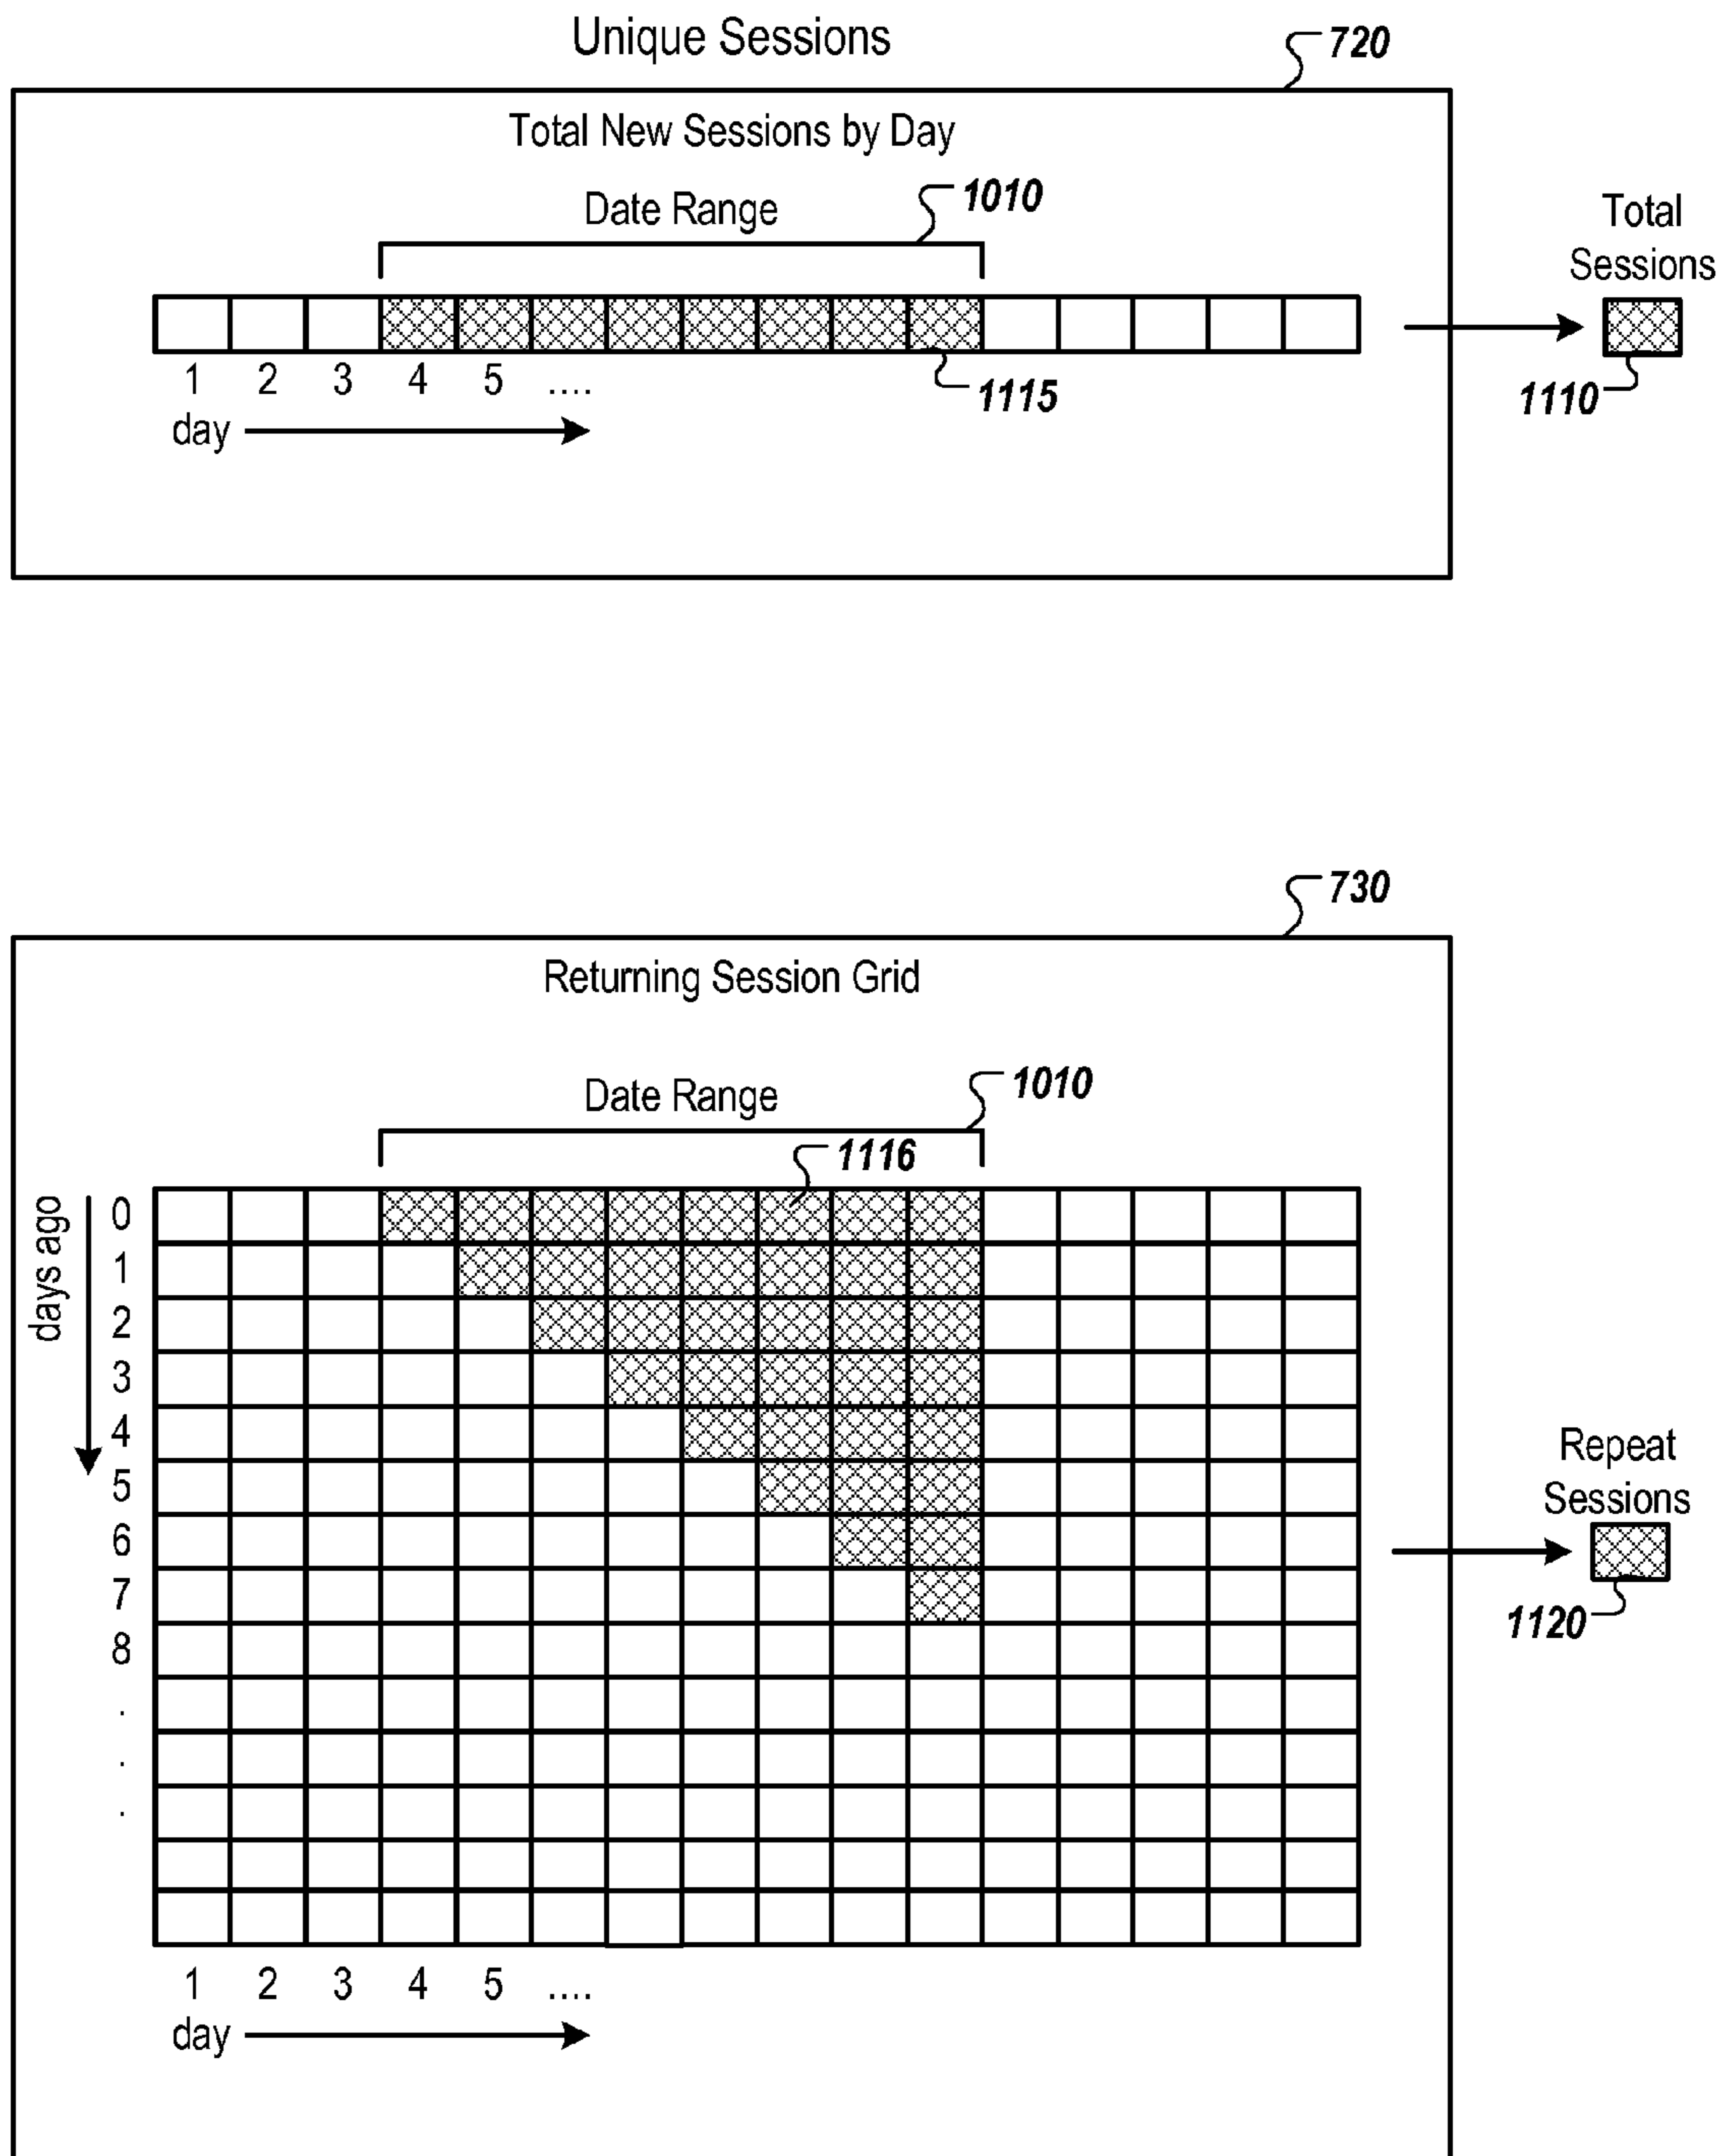 Unique Sessions
720
Total New Sessions by Day
Date Range
1010
Total
Sessions
1 2 3 4 5 ....
1115
1110
day
730
Returning Session Grid
Date Range
1010
1116
days ago
0
1
2
3
4
5
6
7
8
.
.
.
Repeat
Sessions
1120
1 2 3 4 5 ....
day